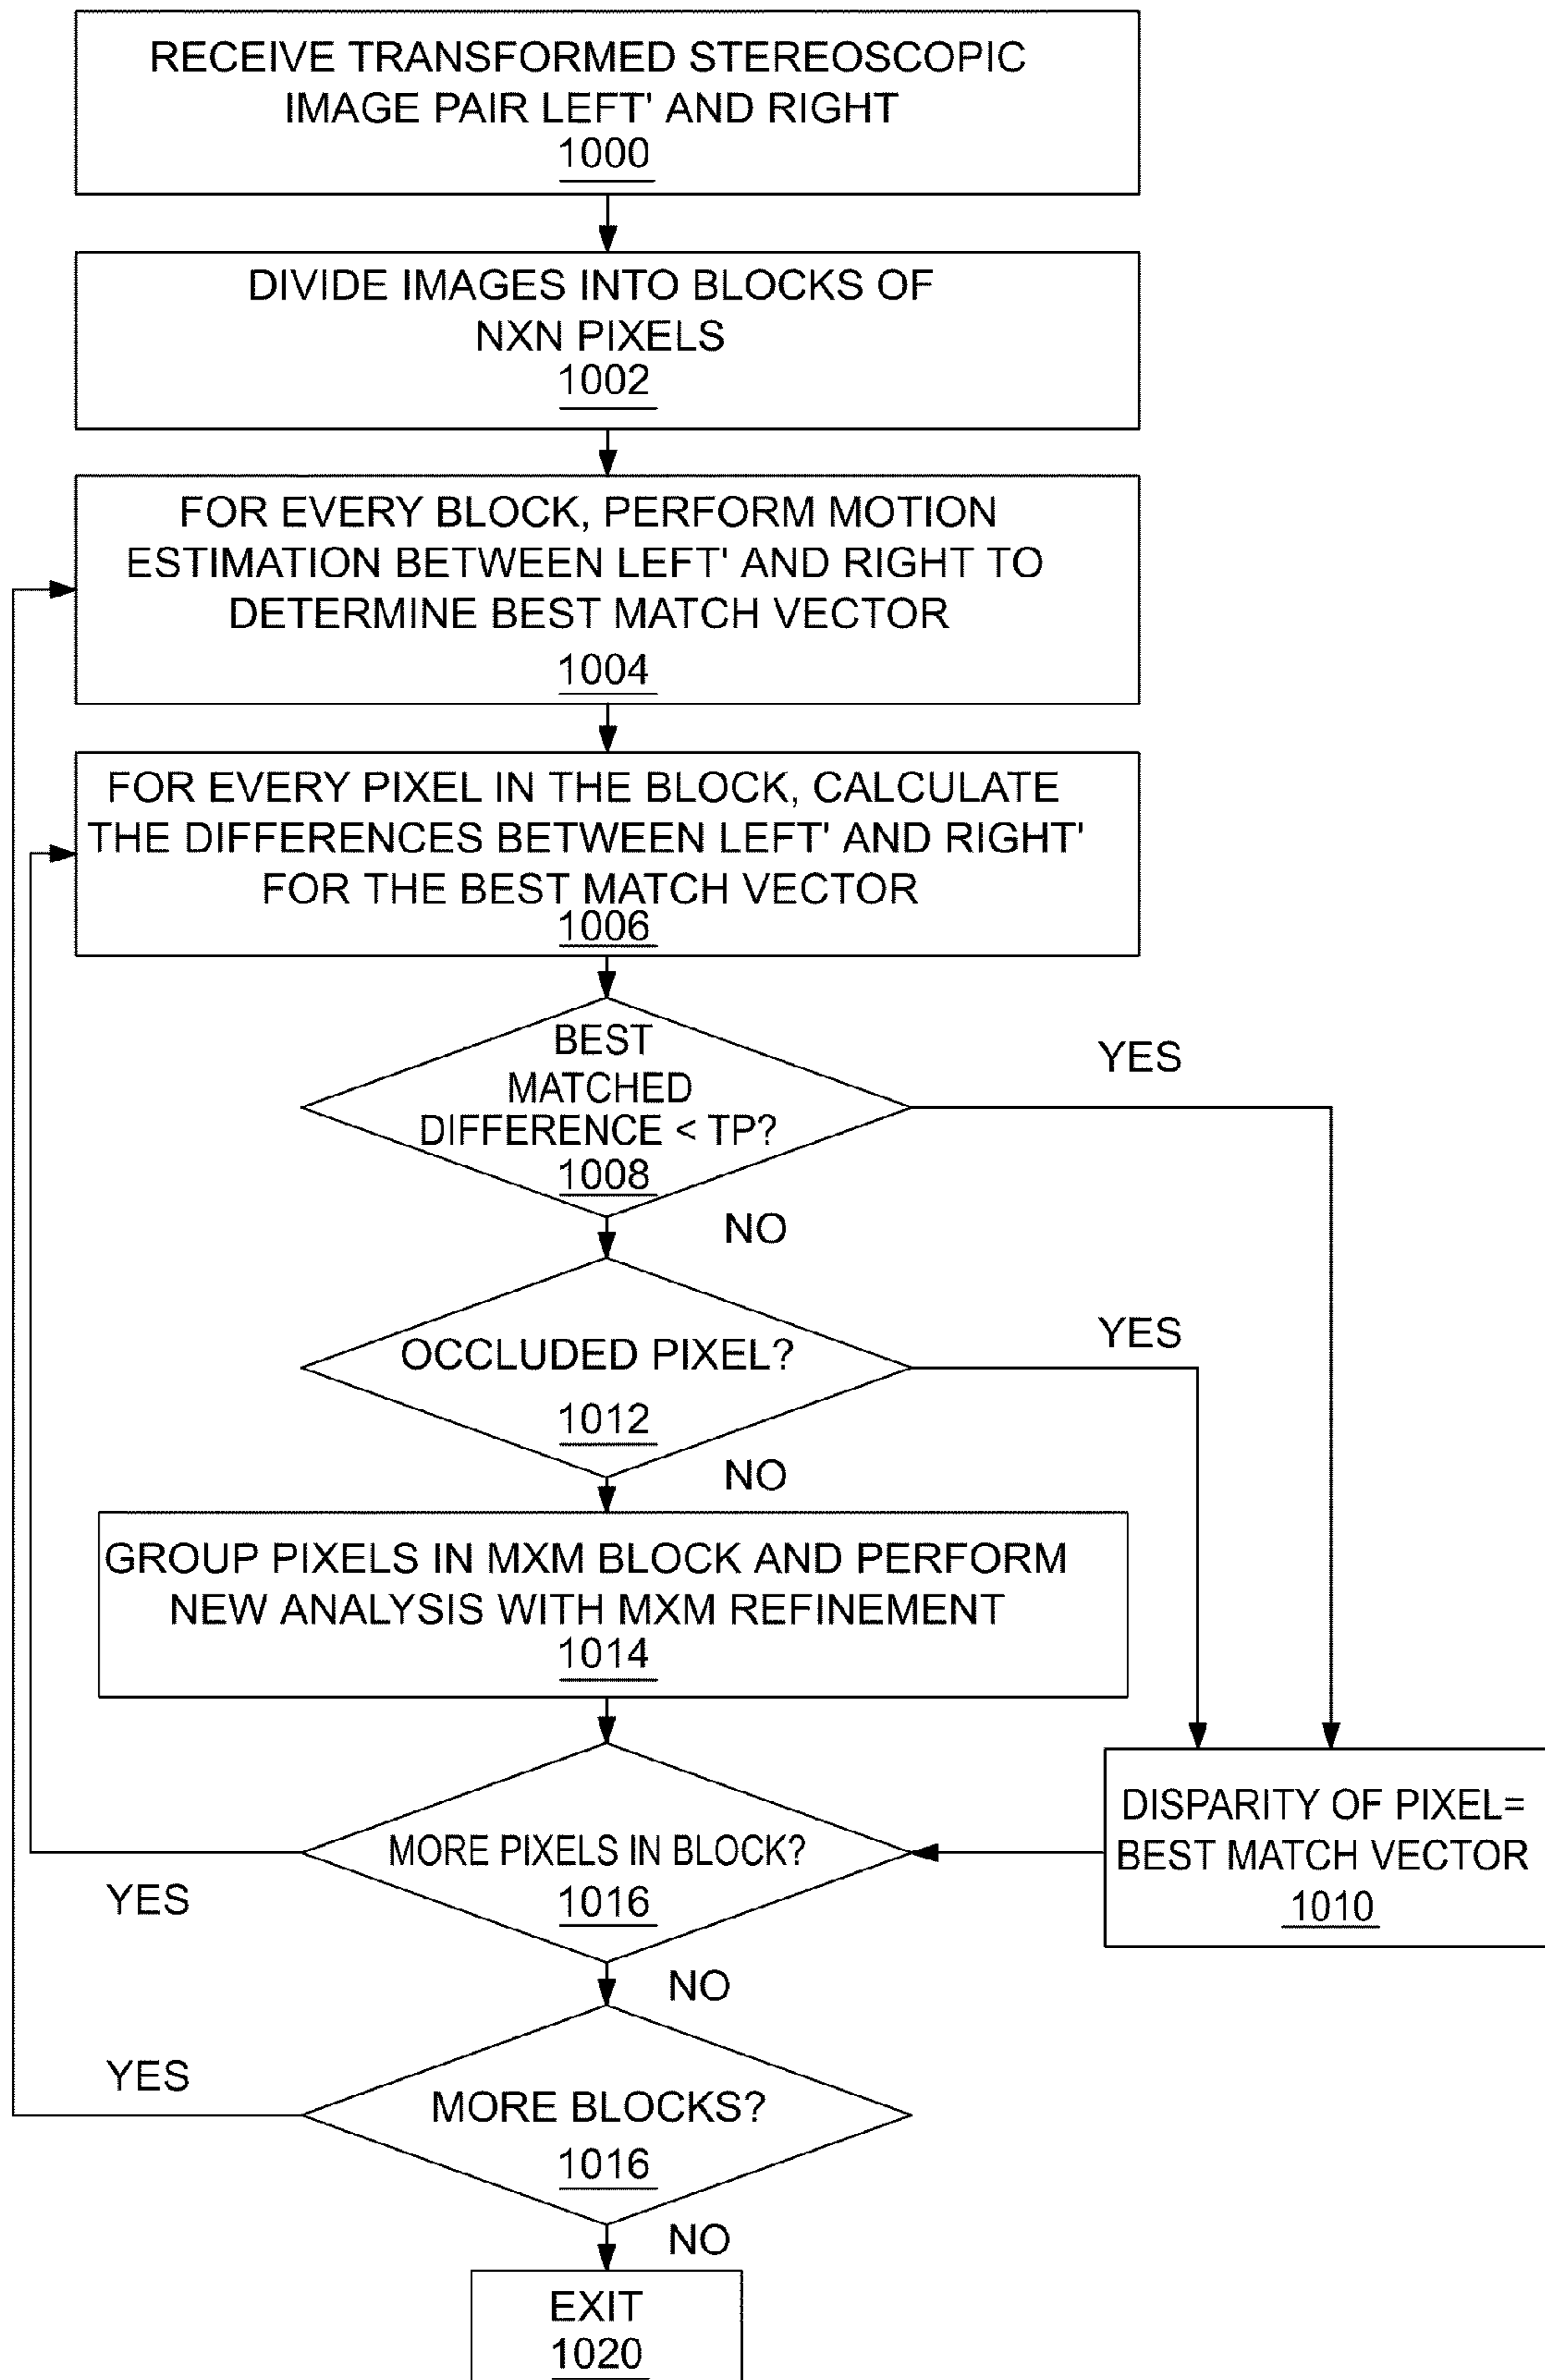 RECEIVE TRANSFORMED STEREOSCOPIC
IMAGE PAIR LEFT' AND RIGHT
1000
DIVIDE IMAGES INTO BLOCKS OF
NXN PIXELS
1002
FOR EVERY BLOCK, PERFORM MOTION
ESTIMATION BETWEEN LEFT' AND RIGHT TO
DETERMINE BEST MATCH VECTOR
1004
FOR EVERY PIXEL IN THE BLOCK, CALCULATE
THE DIFFERENCES BETWEEN LEFT' AND RIGHT'
FOR THE BEST MATCH VECTOR
1006
BEST
MATCHED
DIFFERENCE < TP?
1008
YES
NO
OCCLUDED PIXEL?
1012
YES
NO
GROUP PIXELS IN MXM BLOCK AND PERFORM
NEW ANALYSIS WITH MXM REFINEMENT
1014
DISPARITY OF PIXEL=
BEST MATCH VECTOR
1010
MORE PIXELS IN BLOCK?
1016
YES
NO
MORE BLOCKS?
1016
YES
NO
EXIT
1020